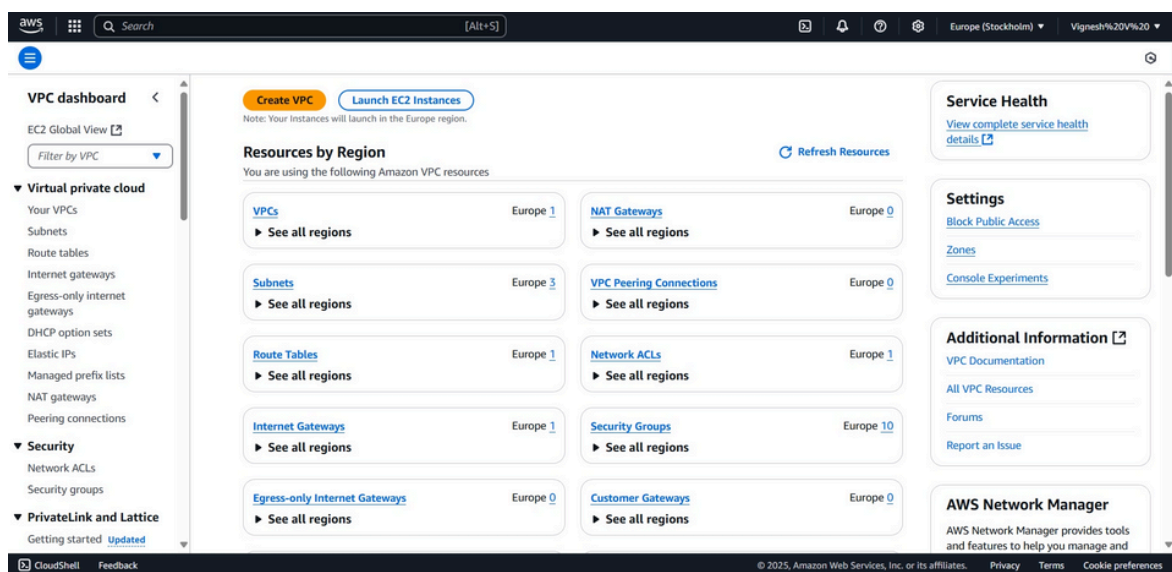 aws
Search
[Alt+S]
Europe (Stockholm)
Vignesh%20V%20
VPC dashboard
EC2 Global View
Filter by VPC
Virtual private cloud
Your VPCs
Subnets
Route tables
Internet gateways
Egress-only internet
gateways
DHCP option sets
Elastic IPs
Managed prefix lists
NAT gateways
Peering connections
Security
Network ACLs
Security groups
PrivateLink and Lattice
Getting started Updated
Create VPC
Launch EC2 Instances
Note: Your Instances will launch in the Europe region.
Resources by Region
Refresh Resources
You are using the following Amazon VPC resources
VPCs Europe 1
See all regions
NAT Gateways Europe 0
See all regions
Subnets Europe 3
See all regions
VPC Peering Connections Europe 0
See all regions
Route Tables Europe 1
See all regions
Network ACLs Europe 1
See all regions
Internet Gateways Europe 1
See all regions
Security Groups Europe 10
See all regions
Egress-only Internet Gateways Europe 0
See all regions
Customer Gateways Europe 0
See all regions
Service Health
View complete service health
details
Settings
Block Public Access
Zones
Console Experiments
Additional Information
VPC Documentation
All VPC Resources
Forums
Report an Issue
AWS Network Manager
AWS Network Manager provides tools
and features to help you manage and
CloudShell Feedback
© 2025, Amazon Web Services, Inc. or its affiliates. Privacy Terms Cookie preferences